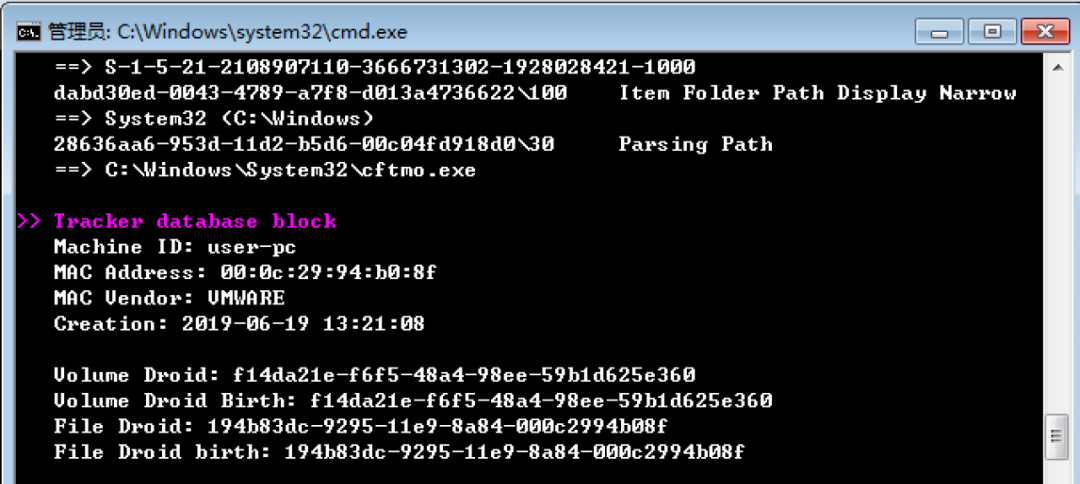 管理员: C:\Windows\system32\cmd.exe
==> S-1-5-21-2108907110-3666731302-1928028421-1000
dabd30ed-0043-4789-a7f8-d013a4736622\100 Item Folder Path Display Narrow
==> System32 (C:\Windows)
28636aa6-953d-11d2-b5d6-00c04fd918d0\30 Parsing Path
==> C:\Windows\System32\cftmo.exe
>> Tracker database block
Machine ID: user-pc
MAC Address: 00:0c:29:94:b0:8f
MAC Vendor: VMWARE
Creation: 2019-06-19 13:21:08
Volume Droid: f14da21e-f6f5-48a4-98ee-59b1d625e360
Volume Droid Birth: f14da21e-f6f5-48a4-98ee-59b1d625e360
File Droid: 194b83dc-9295-11e9-8a84-000c2994b08f
File Droid birth: 194b83dc-9295-11e9-8a84-000c2994b08f